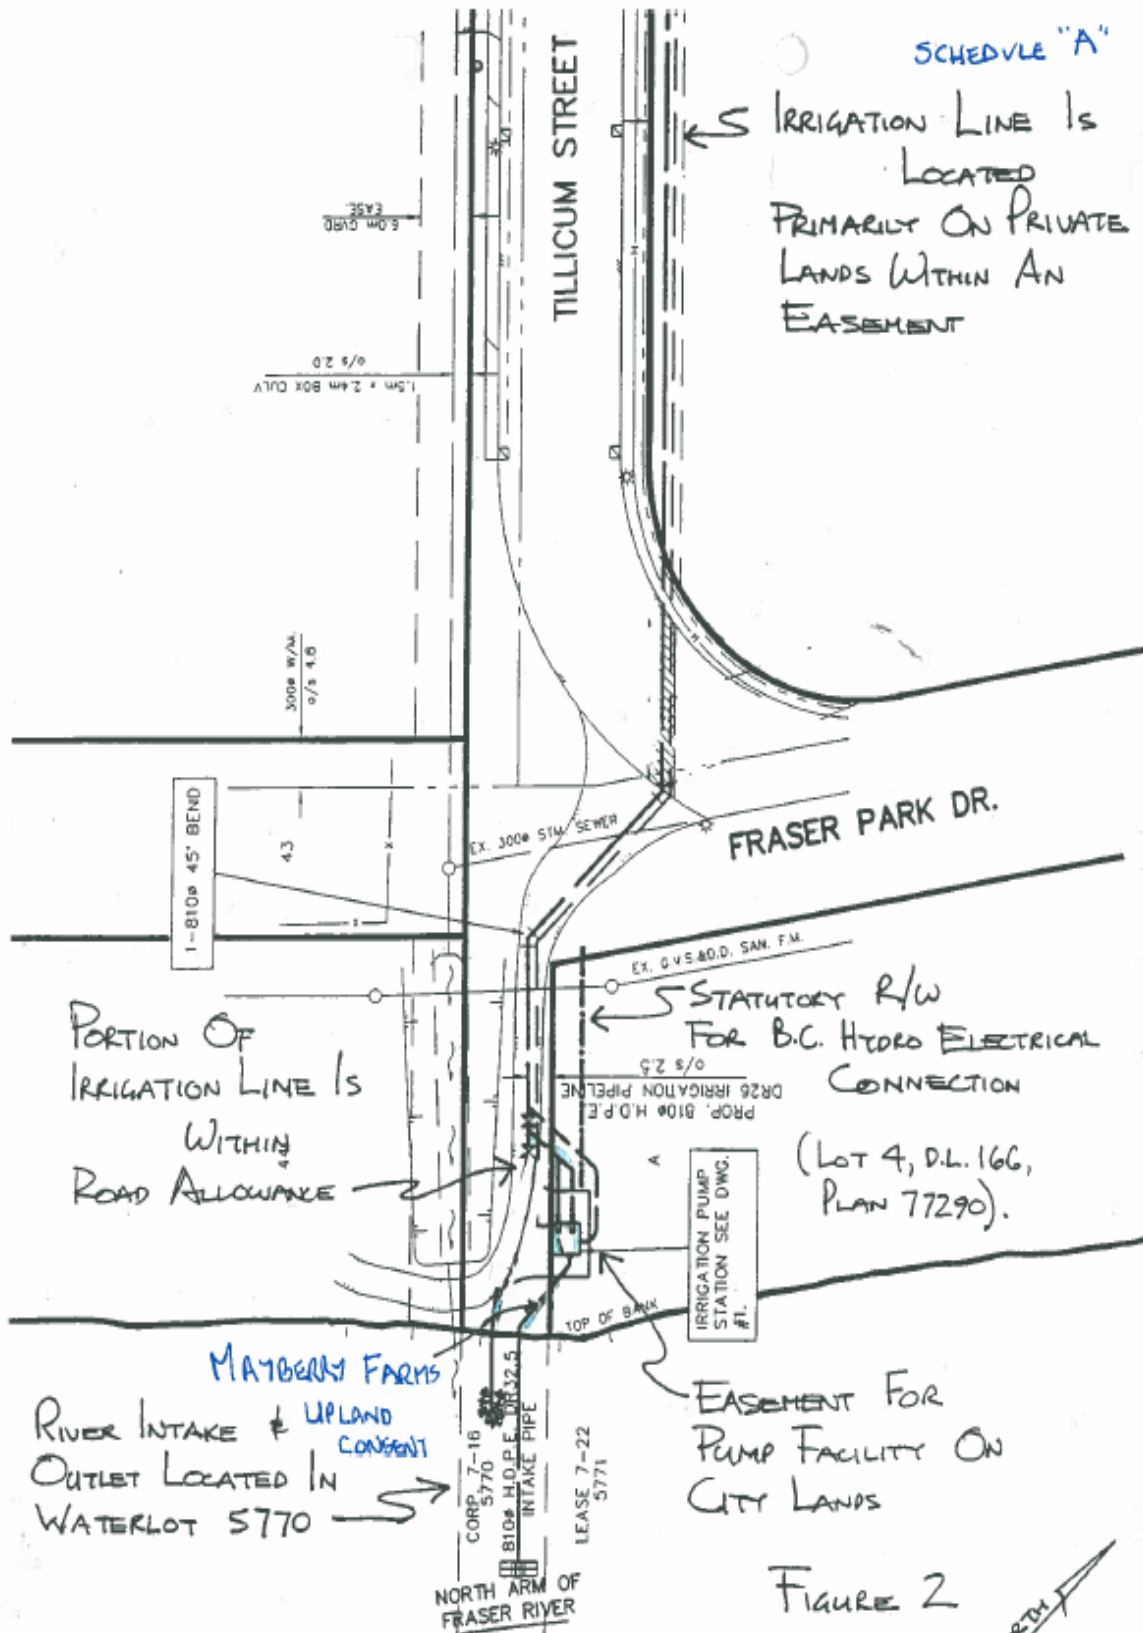 SCHEDULE "A"
IRRIGATION LINE IS
LOCATED
PRIMARILY ON PRIVATE
LANDS WITHIN AN
EASEMENT
TILLICUM STREET
6.0m GVRD
EASE.
1.5m x 2.4m BOX CULV
o/s 2.0
300ø W/M.
o/s 4.6
1-810ø 45° BEND
43
EX. 300ø STM. SEWER
FRASER PARK DR.
EX. G.V.S.&D.D. SAN. F.M.
STATUTORY R/W
FOR B.C. HYDRO ELECTRICAL
CONNECTION
(LOT 4, D.L. 166,
PLAN 77290).
PORTION OF
IRRIGATION LINE IS
WITHIN
44
ROAD ALLOWANCE
PROP. 810ø H.D.P.E.
DR26 IRRIGATION PIPELINE
o/s 2.5
A
IRRIGATION PUMP
STATION SEE DWG.
#1.
TOP OF BANK
MAYBERRY FARMS
UPLAND
CONSENT
RIVER INTAKE &
OUTLET LOCATED IN
WATERLOT 5770
CORP 7-16
5770
810ø H.D.P.E. DR32.5
INTAKE PIPE
LEASE 7-22
5771
EASEMENT FOR
PUMP FACILITY ON
CITY LANDS
NORTH ARM OF
FRASER RIVER
FIGURE 2